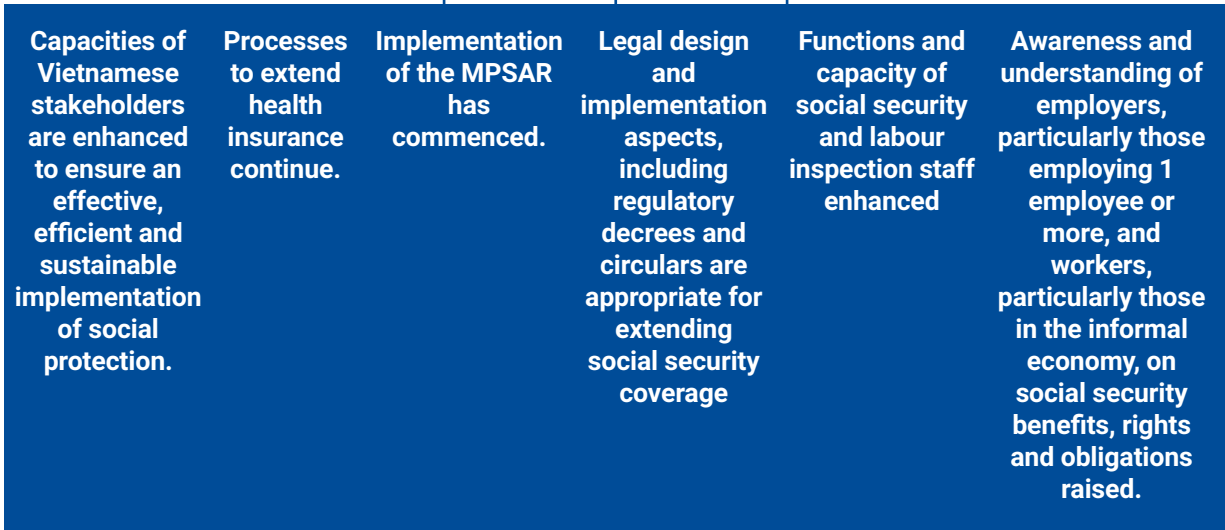 Capacities of
Vietnamese
stakeholders
are enhanced
to ensure an
effective,
efficient and
sustainable
implementation
of social
protection.
Processes
to extend
health
insurance
continue.
Implementation
of the MPSAR
has
commenced.
Legal design
and
implementation
aspects,
including
regulatory
decrees and
circulars are
appropriate for
extending
social security
coverage
Functions and
capacity of
social security
and labour
inspection staff
enhanced
Awareness and
understanding of
employers,
particularly those
employing 1
employee or
more, and
workers,
particularly those
in the informal
economy, on
social security
benefits, rights
and obligations
raised.